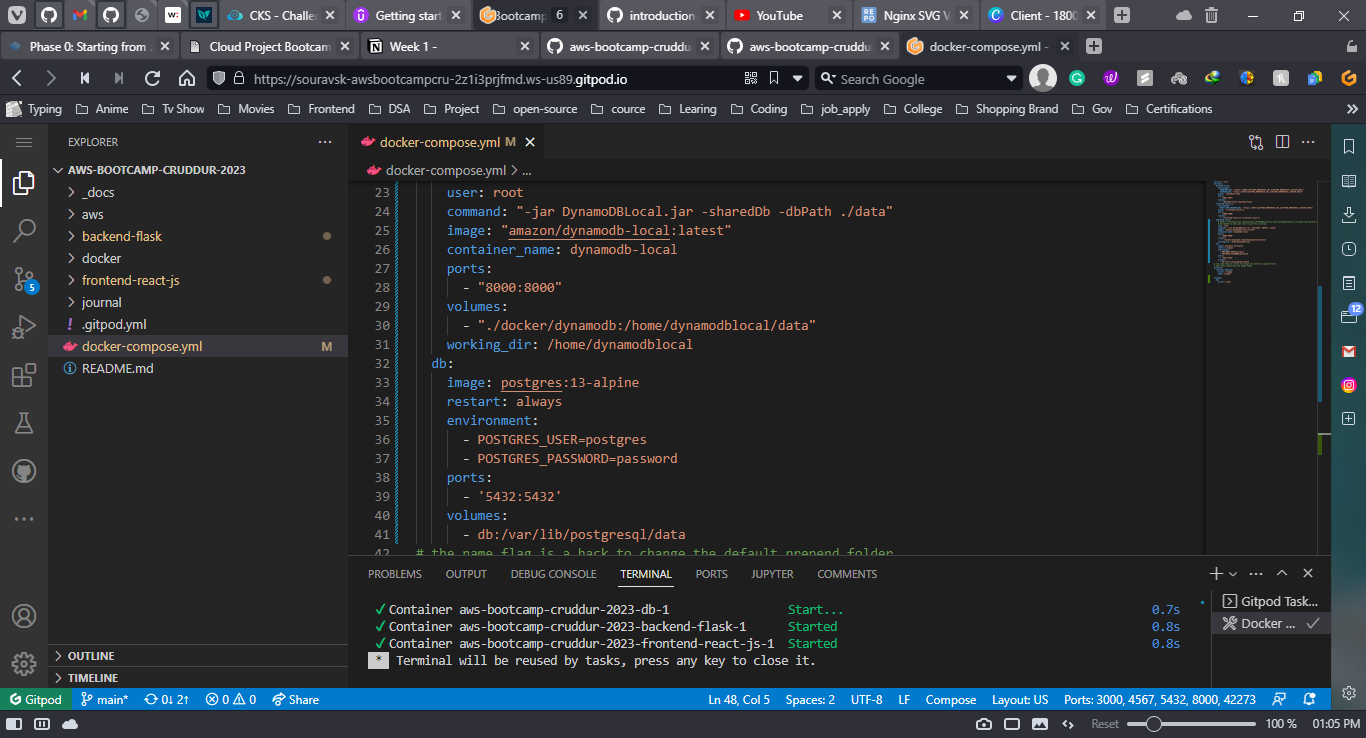 CKS - Challe
Getting start
Bootcamp
6
introduction
YouTube
Nginx SVG V
Client - 1800
Phase 0: Starting from
Cloud Project Bootcam
Week 1 -
aws-bootcamp-cruddu
aws-bootcamp-cruddu
docker-compose.yml -
https://souravsk-awsbootcampcru-2z1i3prjfmd.ws-us89.gitpod.io
Search Google
Typing
Anime
Tv Show
Movies
Frontend
DSA
Project
open-source
cource
Learing
Coding
job_apply
College
Shopping Brand
Gov
Certifications
EXPLORER
AWS-BOOTCAMP-CRUDDUR-2023
_docs
aws
backend-flask
docker
frontend-react-js
journal
.gitpod.yml
docker-compose.yml M
README.md
OUTLINE
TIMELINE
5
docker-compose.yml M
docker-compose.yml > ...
23 user: root
24 command: "-jar DynamoDBLocal.jar -sharedDb -dbPath ./data"
25 image: "amazon/dynamodb-local:latest"
26 container_name: dynamodb-local
27 ports:
28 - "8000:8000"
29 volumes:
30 - "./docker/dynamodb:/home/dynamodblocal/data"
31 working_dir: /home/dynamodblocal
32 db:
33 image: postgres:13-alpine
34 restart: always
35 environment:
36 - POSTGRES_USER=postgres
37 - POSTGRES_PASSWORD=password
38 ports:
39 - '5432:5432'
40 volumes:
41 - db:/var/lib/postgresql/data
42 # the name flag is a hack to change the default prepend folder
PROBLEMS
OUTPUT
DEBUG CONSOLE
TERMINAL
PORTS
JUPYTER
COMMENTS
✓ Container aws-bootcamp-cruddur-2023-db-1 Start... 0.7s
✓ Container aws-bootcamp-cruddur-2023-backend-flask-1 Started 0.8s
✓ Container aws-bootcamp-cruddur-2023-frontend-react-js-1 Started 0.8s
* Terminal will be reused by tasks, press any key to close it.
Gitpod Task...
Docker ...
12
Gitpod
main*
0↓ 2↑
0
0
Share
Ln 48, Col 5
Spaces: 2
UTF-8
LF
Compose
Layout: US
Ports: 3000, 4567, 5432, 8000, 42273
Reset
100 %
01:05 PM